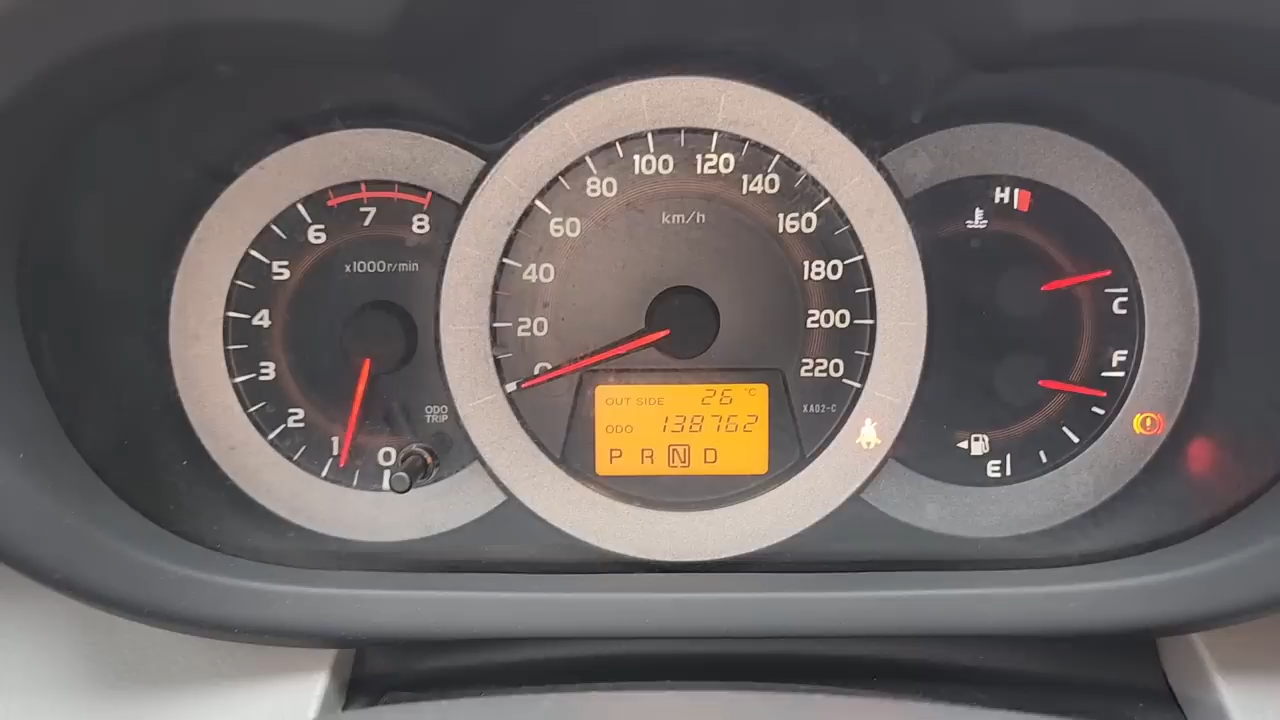 8
7
6
5
4
3
2
1
0
x1000r/min
ODO
TRIP
0
20
40
60
80
100
120
140
160
180
200
220
km/h
OUT SIDE 26 °C
ODO 138762
P R N D
XA02-C
H
C
F
E